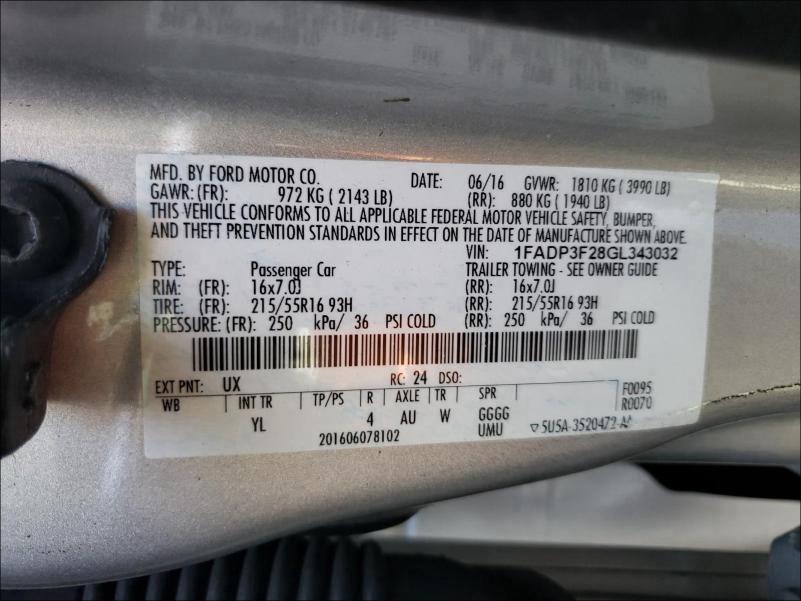 MFD. BY FORD MOTOR CO. DATE: 06/16 GVWR: 1810 KG ( 3990 LB)
GAWR: (FR): 972 KG ( 2143 LB) (RR): 880 KG ( 1940 LB)
THIS VEHICLE CONFORMS TO ALL APPLICABLE FEDERAL MOTOR VEHICLE SAFETY, BUMPER,
AND THEFT PREVENTION STANDARDS IN EFFECT ON THE DATE OF MANUFACTURE SHOWN ABOVE.
VIN: 1FADP3F28GL343032
TYPE: Passenger Car TRAILER TOWING - SEE OWNER GUIDE
RIM: (FR): 16x7.0J (RR): 16x7.0J
TIRE: (FR): 215/55R16 93H (RR): 215/55R16 93H
PRESSURE: (FR): 250 kPa/ 36 PSI COLD (RR): 250 kPa/ 36 PSI COLD
EXT PNT: UX RC: 24 DSO: F0095
WB INT TR TP/PS R AXLE TR SPR R0070
YL 4 AU W GGGG
201606078102 UMU ▽ 5U5A-3520472-AA